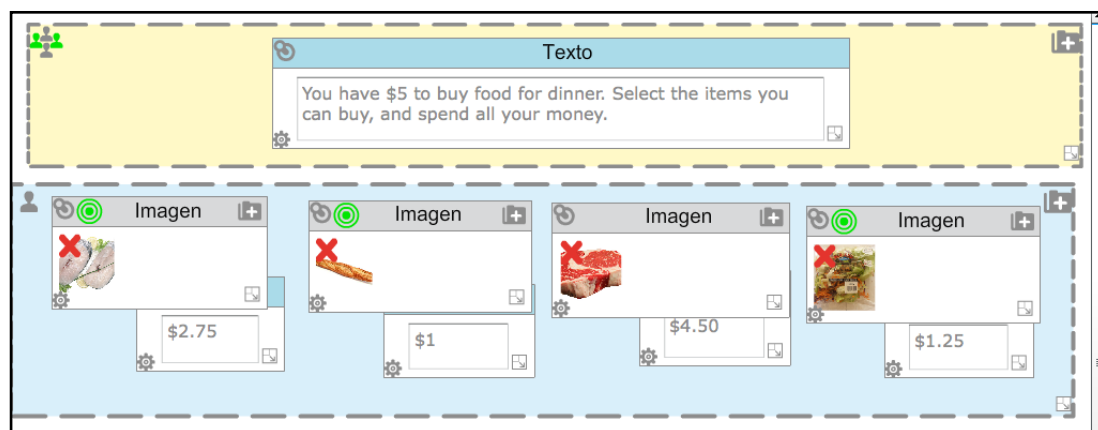 Texto
You have $5 to buy food for dinner. Select the items you
can buy, and spend all your money.
Imagen
Imagen
Imagen
Imagen
$2.75
$1
$4.50
$1.25